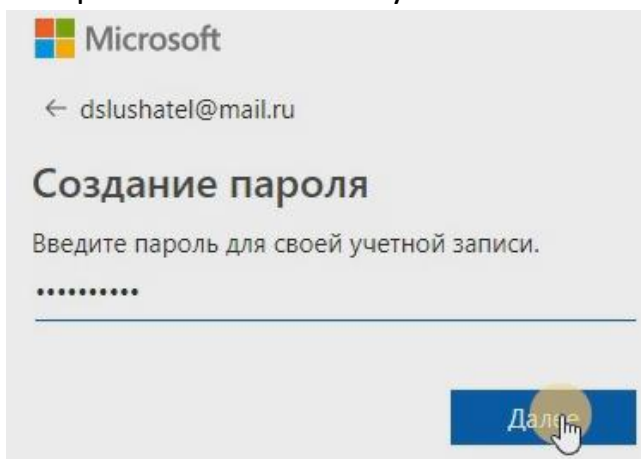 Microsoft
← dslushatel@mail.ru
Создание пароля
Введите пароль для своей учетной записи.
••••••••••
Далее